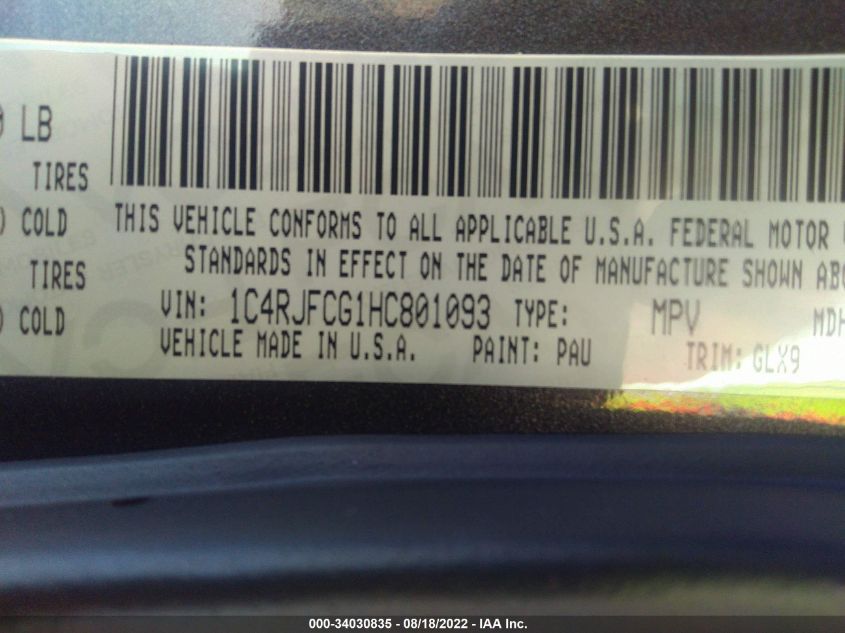 LB
TIRES
COLD
THIS VEHICLE CONFORMS TO ALL APPLICABLE U.S.A. FEDERAL MOTOR
TIRES
STANDARDS IN EFFECT ON THE DATE OF MANUFACTURE SHOWN ABO
COLD
VIN: 1C4RJFCG1HC801093 TYPE: MPV MDH
VEHICLE MADE IN U.S.A. PAINT: PAU TRIM: GLX9
000-34030835 - 08/18/2022 - IAA Inc.